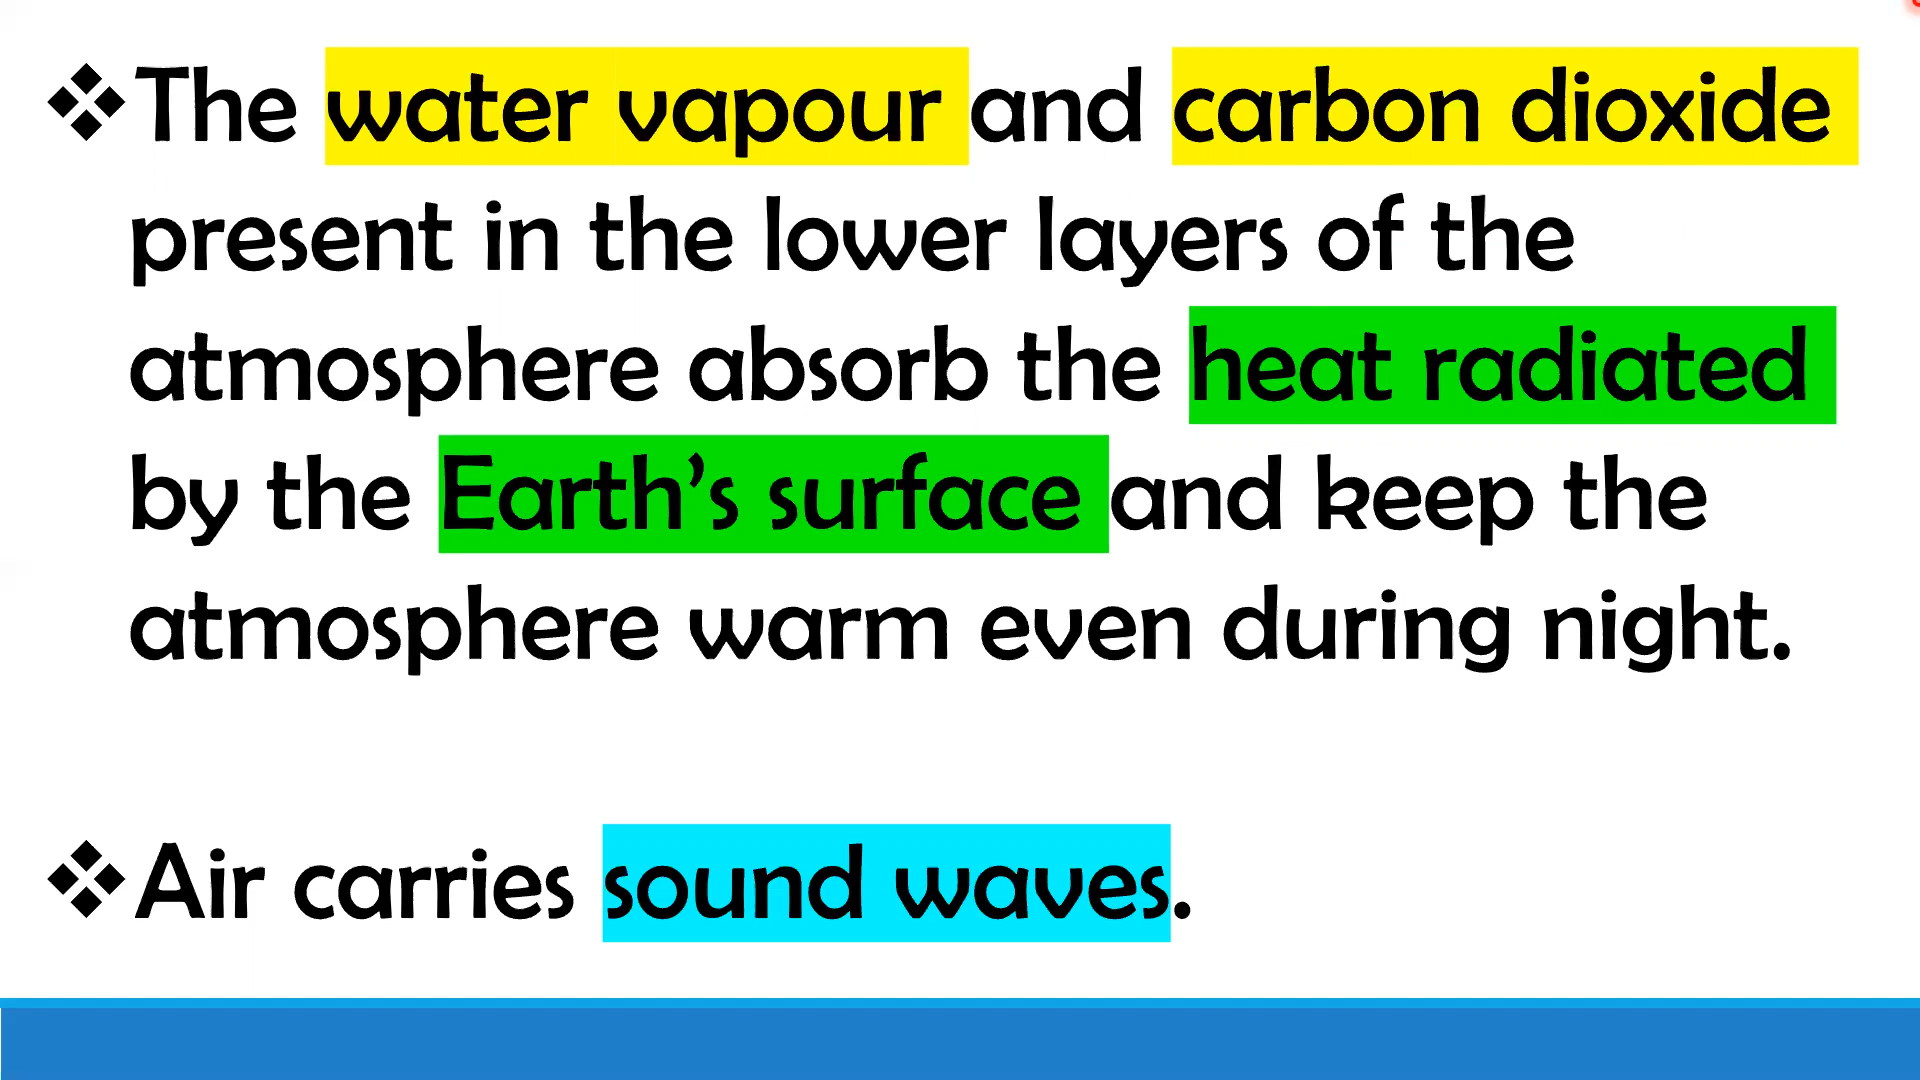 ❖The water vapour and carbon dioxide
present in the lower layers of the
atmosphere absorb the heat radiated
by the Earth’s surface and keep the
atmosphere warm even during night.
❖Air carries sound waves.